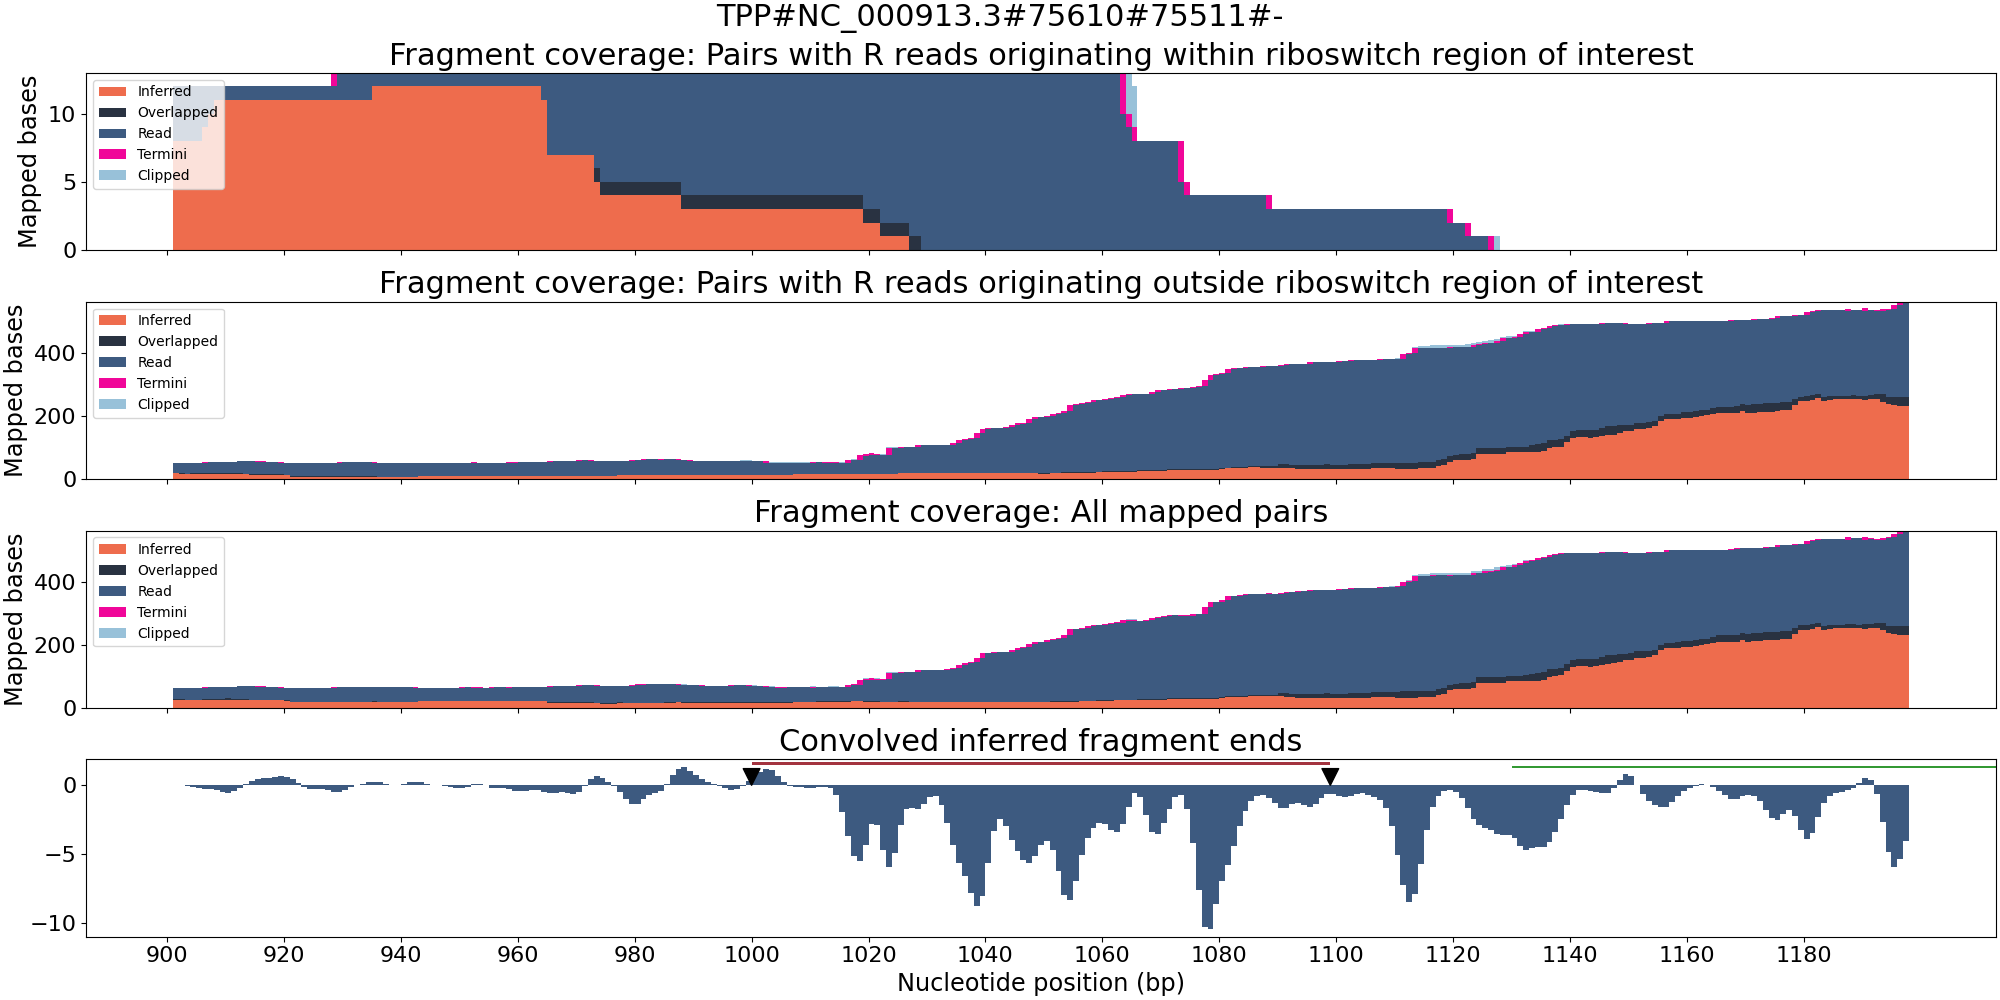 TPP#NC_000913.3#75610#75511#-
Fragment coverage: Pairs with R reads originating within riboswitch region of interest
Mapped bases
10
5
0
Inferred
Overlapped
Read
Termini
Clipped
Fragment coverage: Pairs with R reads originating outside riboswitch region of interest
Mapped bases
400
200
0
Inferred
Overlapped
Read
Termini
Clipped
Fragment coverage: All mapped pairs
Mapped bases
400
200
0
Inferred
Overlapped
Read
Termini
Clipped
Convolved inferred fragment ends
0
−5
−10
900 920 940 960 980 1000 1020 1040 1060 1080 1100 1120 1140 1160 1180
Nucleotide position (bp)